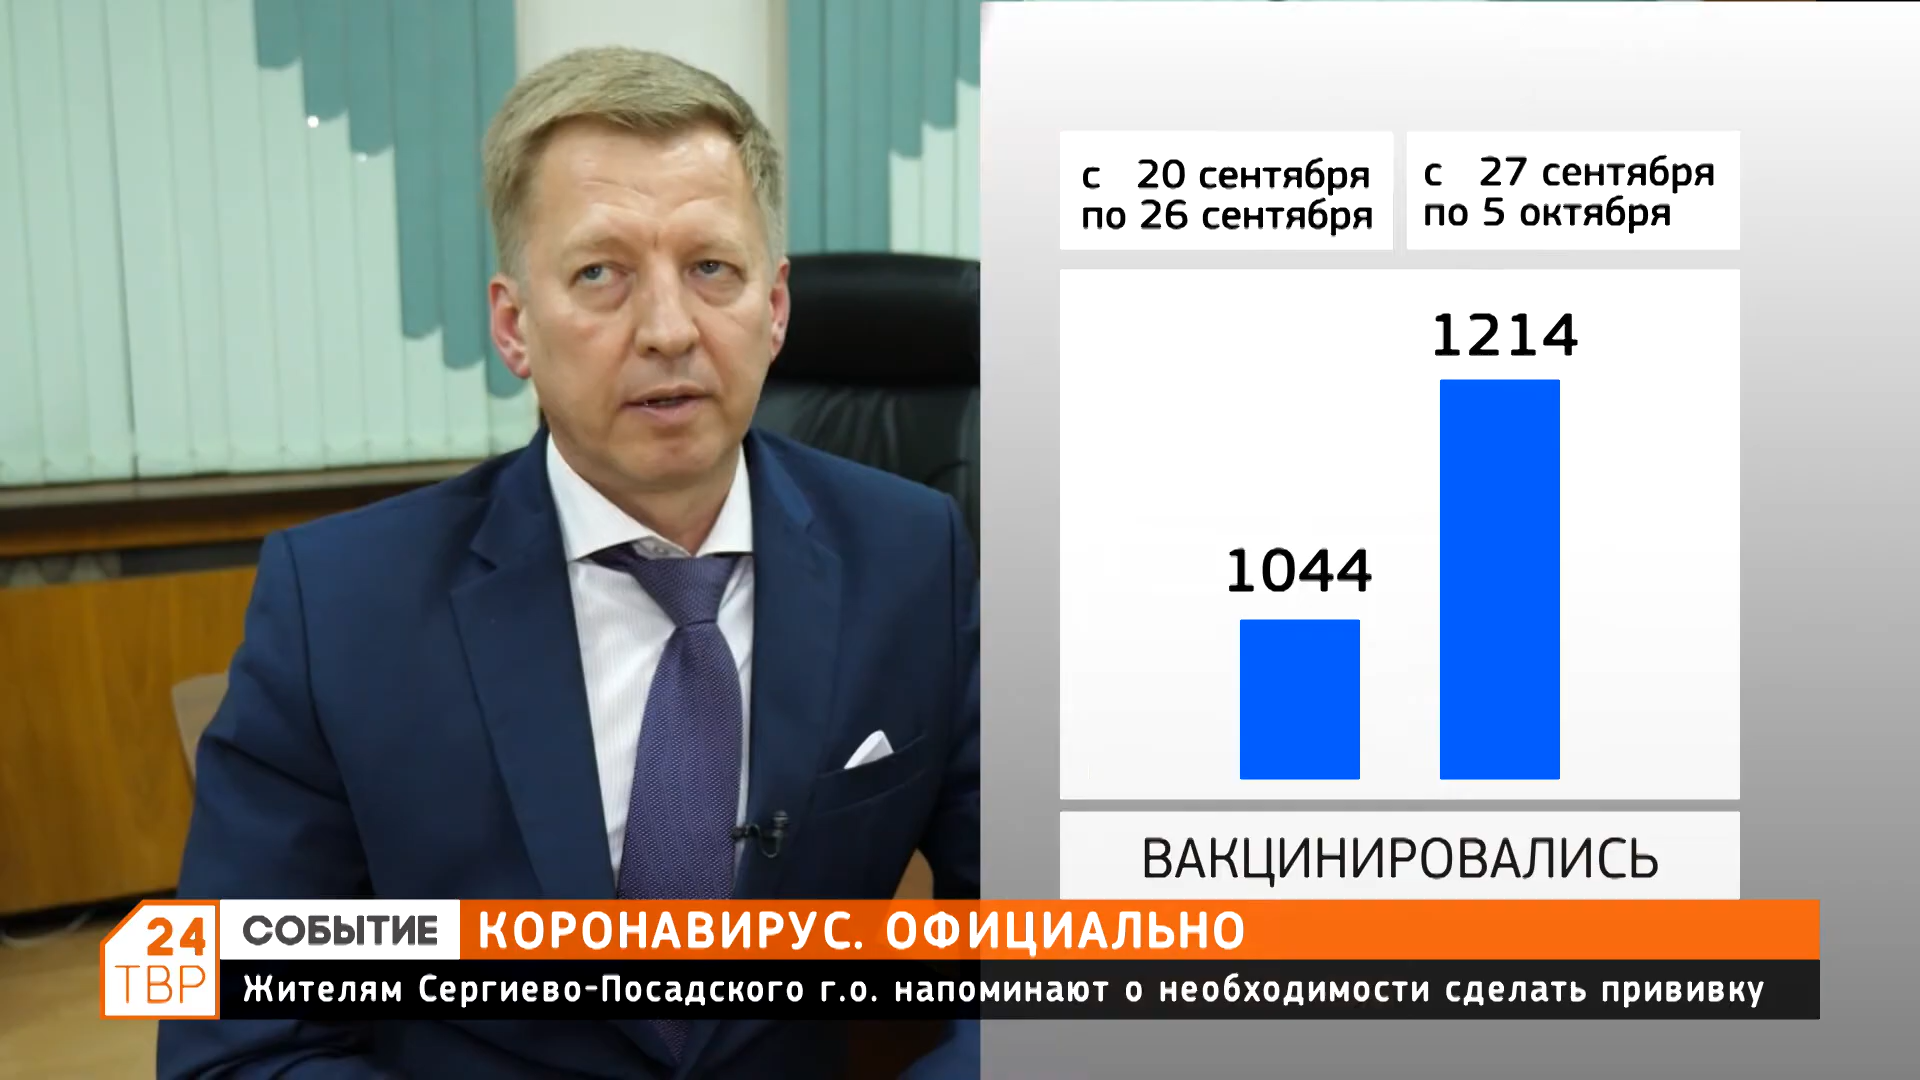 с 20 сентября
по 26 сентября
с 27 сентября
по 5 октября
1214
1044
ВАКЦИНИРОВАЛИСЬ
24
ТВР
СОБЫТИЕ
КОРОНАВИРУС. ОФИЦИАЛЬНО
Жителям Сергиево-Посадского г.о. напоминают о необходимости сделать прививку